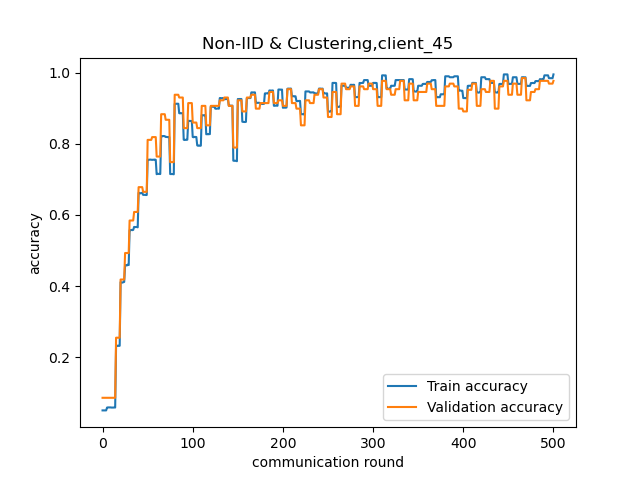 Non-IID & Clustering,client_45
accuracy
1.0
0.8
0.6
0.4
0.2
0
100
200
300
400
500
communication round
Train accuracy
Validation accuracy